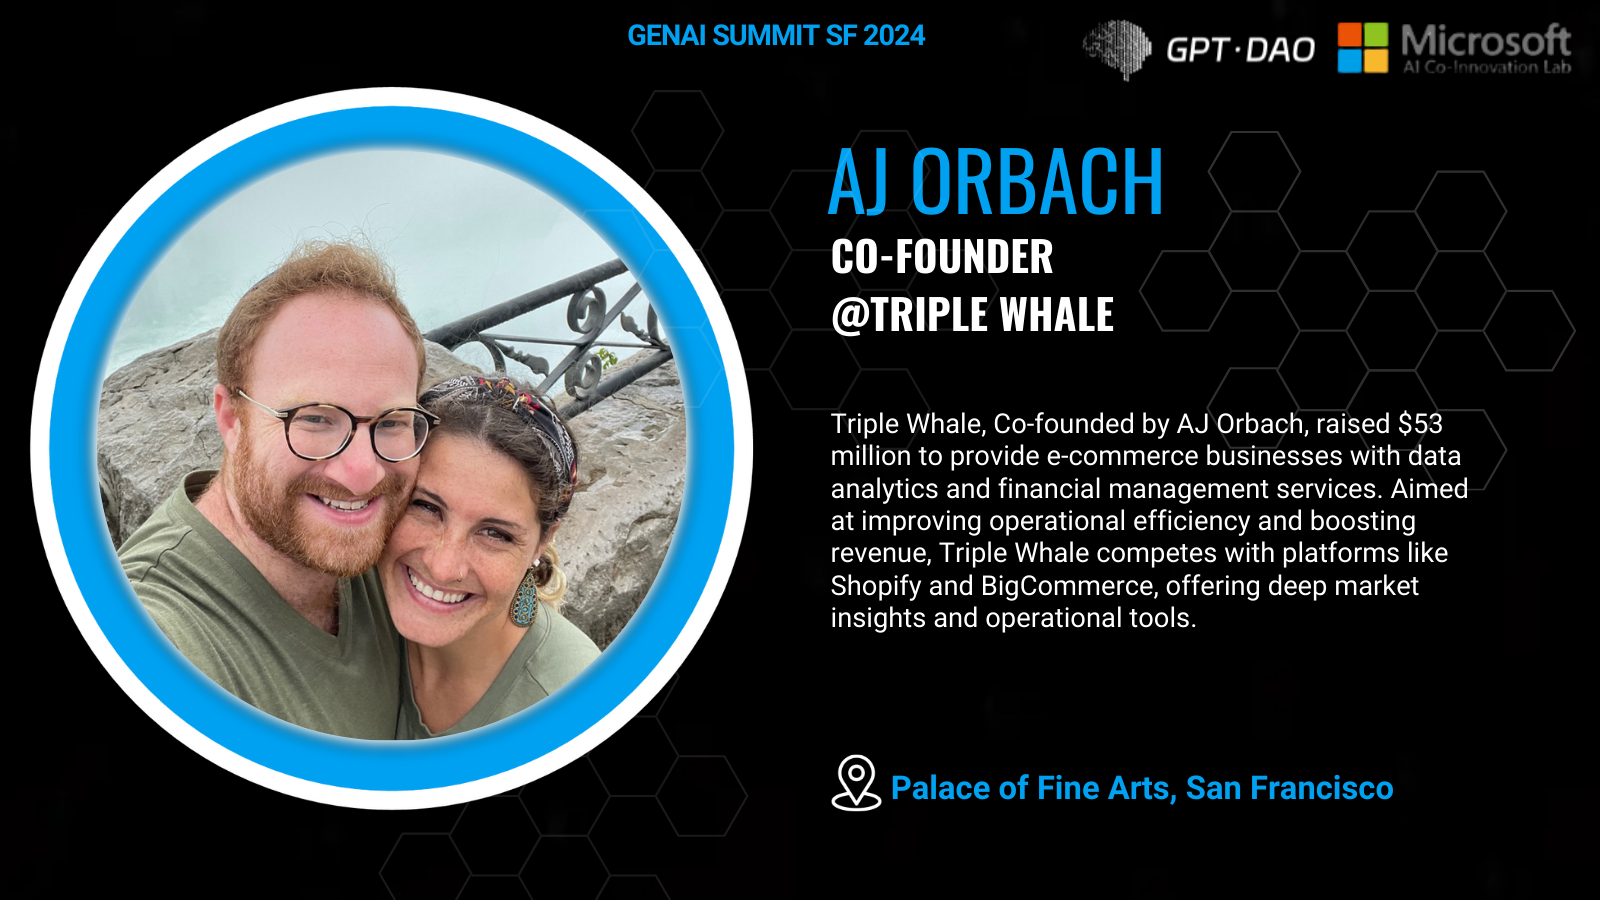 GENAI SUMMIT SF 2024
GPT·DAO
Microsoft
AI Co-Innovation Lab
AJ ORBACH
CO-FOUNDER
@TRIPLE WHALE
Triple Whale, Co-founded by AJ Orbach, raised $53
million to provide e-commerce businesses with data
analytics and financial management services. Aimed
at improving operational efficiency and boosting
revenue, Triple Whale competes with platforms like
Shopify and BigCommerce, offering deep market
insights and operational tools.
Palace of Fine Arts, San Francisco